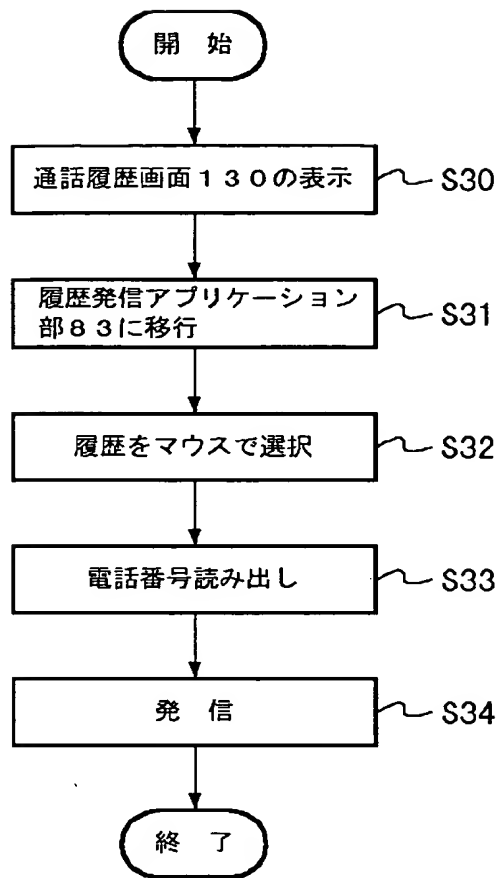 開 始
通話履歴画面１３０の表示
S30
履歴発信アプリケーション
部８３に移行
S31
履歴をマウスで選択
S32
電話番号読み出し
S33
発 信
S34
終 了